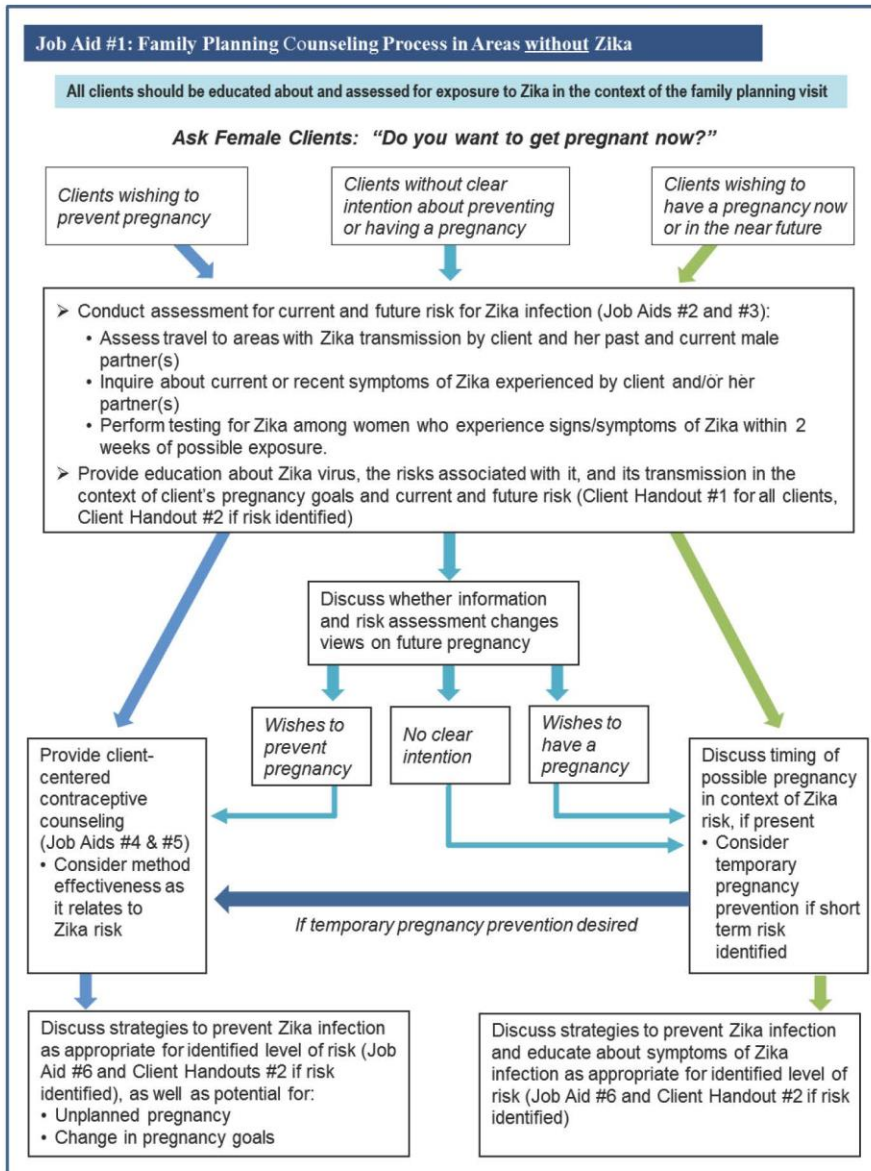 Job Aid #1: Family Planning Counseling Process in Areas without Zika
All clients should be educated about and assessed for exposure to Zika in the context of the family planning visit
Ask Female Clients: “Do you want to get pregnant now?”
Clients wishing to
prevent pregnancy
Clients without clear
intention about preventing
or having a pregnancy
Clients wishing to
have a pregnancy now
or in the near future
➢ Conduct assessment for current and future risk for Zika infection (Job Aids #2 and #3):
• Assess travel to areas with Zika transmission by client and her past and current male
partner(s)
• Inquire about current or recent symptoms of Zika experienced by client and/or her
partner(s)
• Perform testing for Zika among women who experience signs/symptoms of Zika within 2
weeks of possible exposure.
➢ Provide education about Zika virus, the risks associated with it, and its transmission in the
context of client’s pregnancy goals and current and future risk (Client Handout #1 for all clients,
Client Handout #2 if risk identified)
Discuss whether information
and risk assessment changes
views on future pregnancy
Wishes to
prevent
pregnancy
No clear
intention
Wishes to
have a
pregnancy
Provide client-
centered
contraceptive
counseling
(Job Aids #4 & #5)
• Consider method
effectiveness as
it relates to
Zika risk
Discuss timing of
possible pregnancy
in context of Zika
risk, if present
• Consider
temporary
pregnancy
prevention if short
term risk
identified
If temporary pregnancy prevention desired
Discuss strategies to prevent Zika infection
as appropriate for identified level of risk (Job
Aid #6 and Client Handouts #2 if risk
identified), as well as potential for:
• Unplanned pregnancy
• Change in pregnancy goals
Discuss strategies to prevent Zika infection
and educate about symptoms of Zika
infection as appropriate for identified level of
risk (Job Aid #6 and Client Handout #2 if risk
identified)